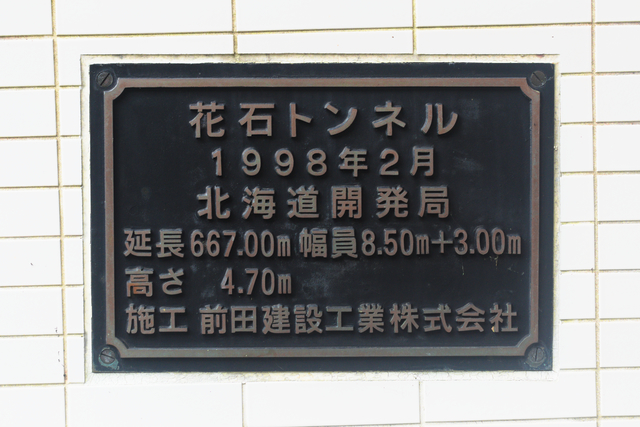 花石トンネル
1998年2月
北海道開発局
延長667.00m 幅員8.50m+3.00m
高さ 4.70m
施工 前田建設工業株式会社